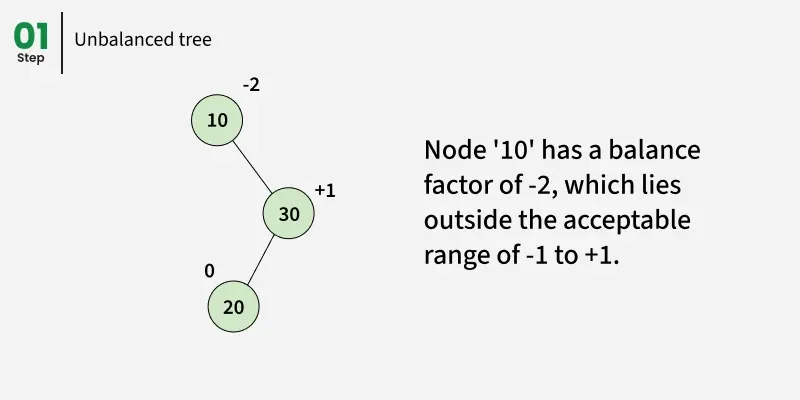 01
Step
Unbalanced tree
-2
10
+1
30
0
20
Node '10' has a balance
factor of -2, which lies
outside the acceptable
range of -1 to +1.